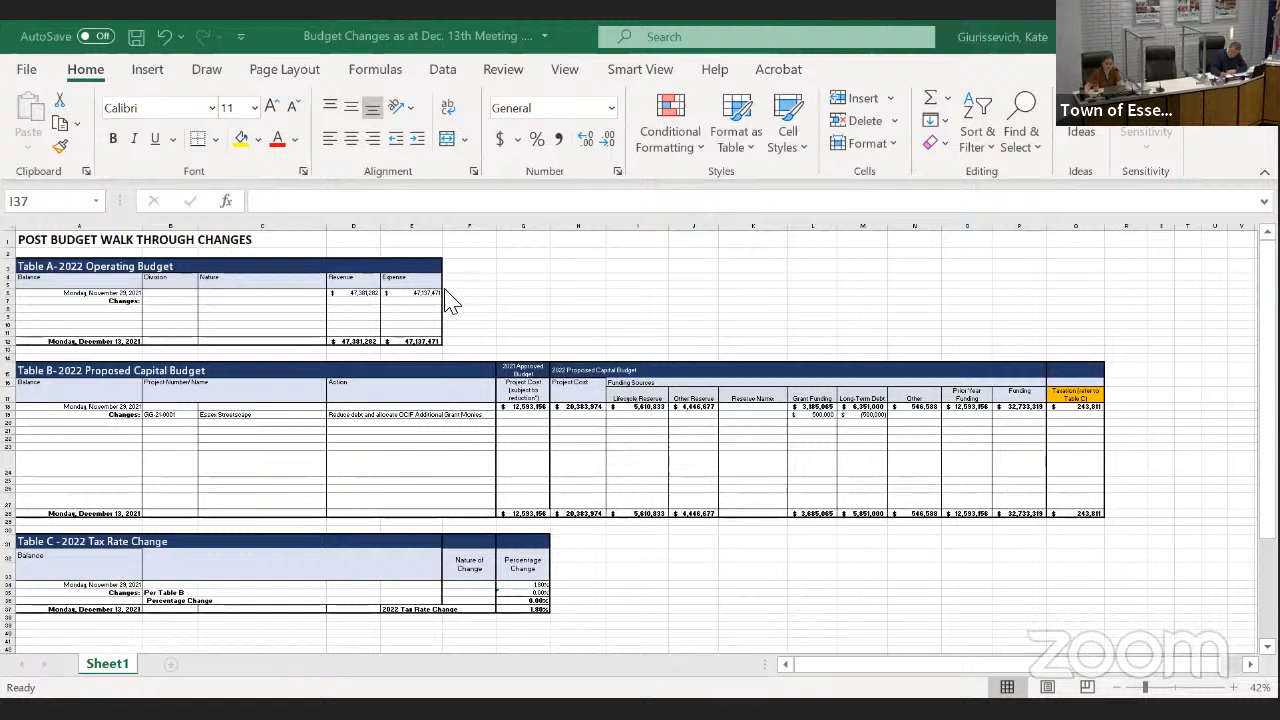 AutoSave Off Budget Changes as at Dec. 13th Meeting .... Search Giurissevich, Kate
File Home Insert Draw Page Layout Formulas Data Review View Smart View Help Acrobat
Town of Esse...
Calibri 11 General Insert
Paste Conditional Format as Cell Delete Sort & Find & Ideas Sensitivity
Formatting Table Styles Format Filter Select
Clipboard Font Alignment Number Styles Cells Editing Ideas Sensitivity
I37
POST BUDGET WALK THROUGH CHANGES
Table A- 2022 Operating Budget
Balance Division Nature Revenue Expense
Monday, November 29, 2021 $ 47,381,282 $ 47,137,471
Changes:
Monday, December 13, 2021 $ 47,381,282 $ 47,137,471
Table B- 2022 Proposed Capital Budget 2021 Approved Budget 2022 Proposed Capital Budget
Balance Project Number/Name Action Project Cost (subject to reduction*) Project Cost Funding Sources
Lifecycle Reserve Other Reserve Reserve Name: Grant Funding Long-Term Debt Other Prior Year Funding Funding Taxation (refer to Table C)
Monday, November 29, 2021 $ 12,593,156 $ 20,383,974 $ 5,610,833 $ 4,446,677 $ 3,185,065 $ 6,351,000 $ 546,588 $ 12,593,156 $ 32,733,319 $ 243,811
Changes: GG-21-0001 Essex Streetscape Reduce debt and allocate OCIF Additional Grant Monies $ 500,000 $ (500,000)
Monday, December 13, 2021 $ 12,593,156 $ 20,383,974 $ 5,610,833 $ 4,446,677 $ 3,685,065 $ 5,851,000 $ 546,588 $ 12,593,156 $ 32,733,319 $ 243,811
Table C - 2022 Tax Rate Change
Balance Nature of Change Percentage Change
Monday, November 29, 2021 1.80%
Changes: Per Table B 0.00%
Percentage Change 0.00%
Monday, December 13, 2021 2022 Tax Rate Change 1.80%
Sheet1
zoom
Ready 42%